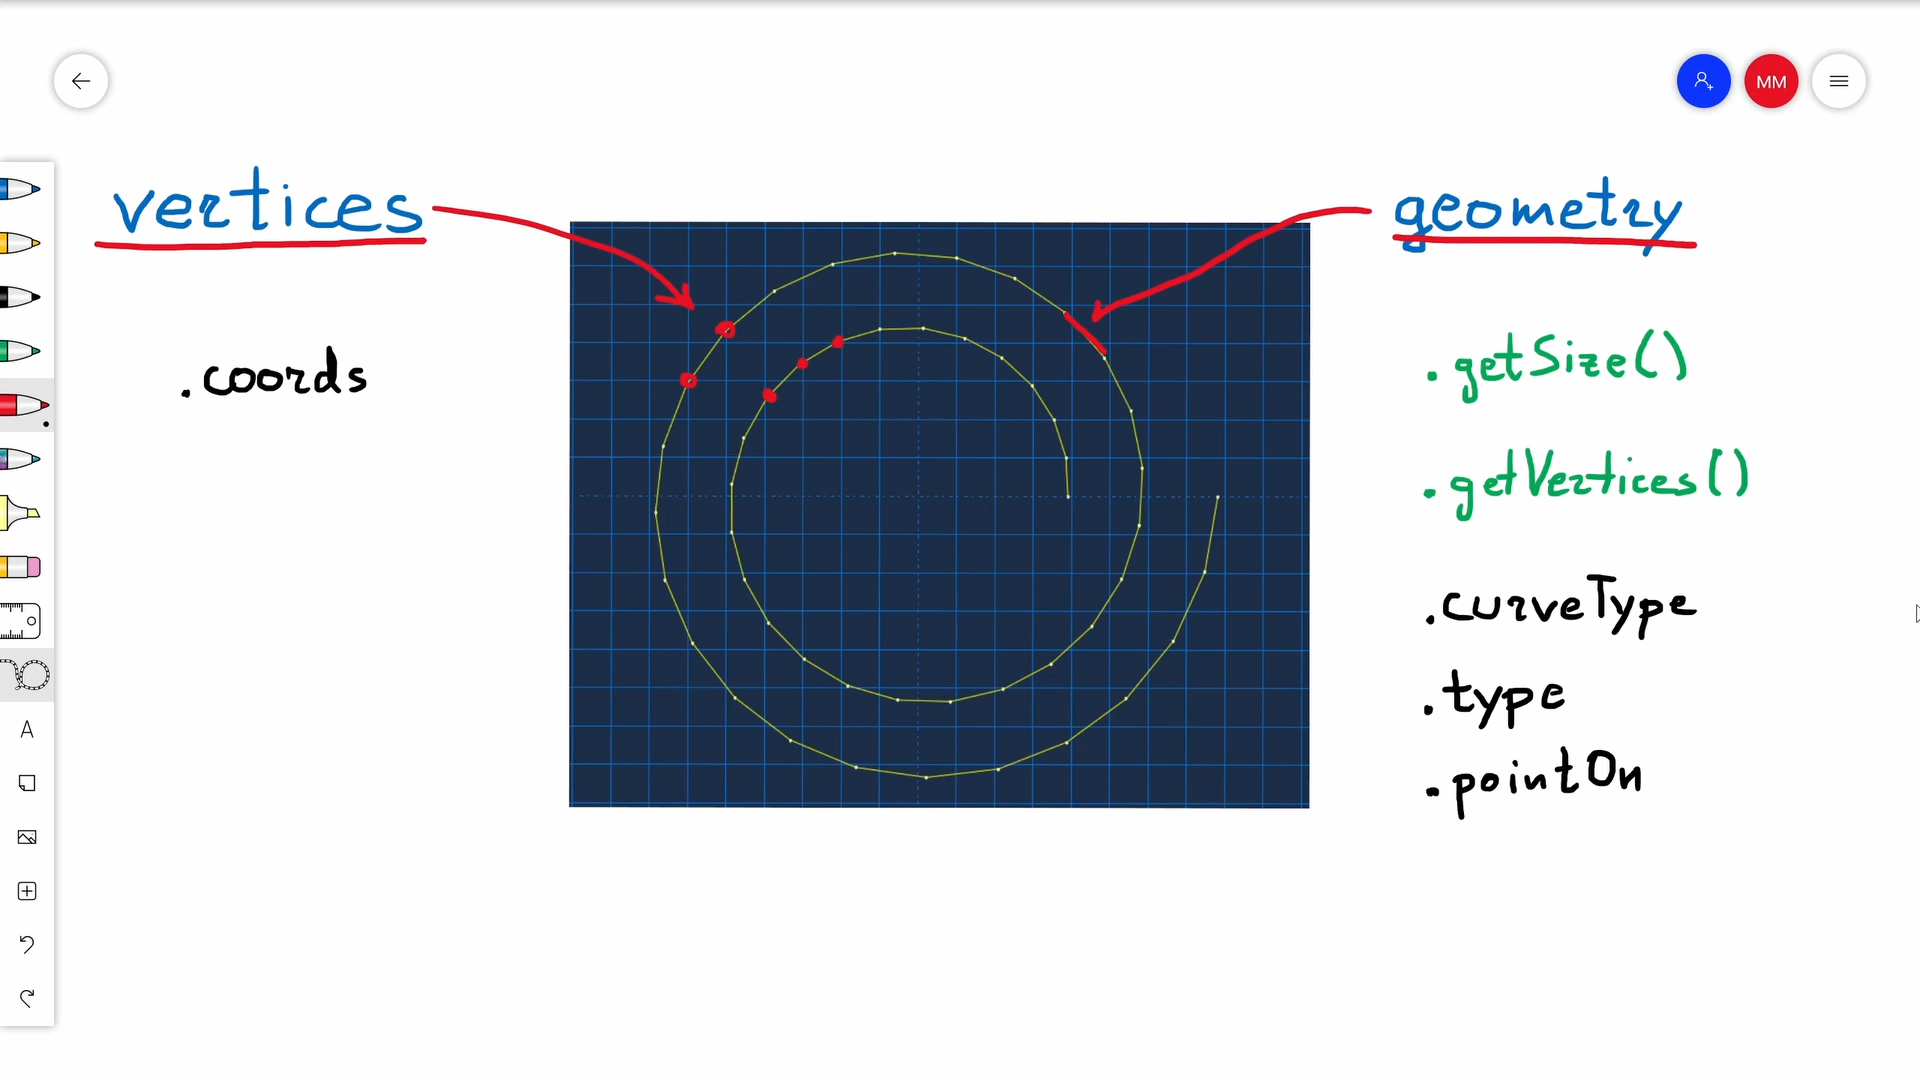 MM
vertices
geometry
.coords
.getSize()
.getVertices()
.curveType
.type
.pointOn
A